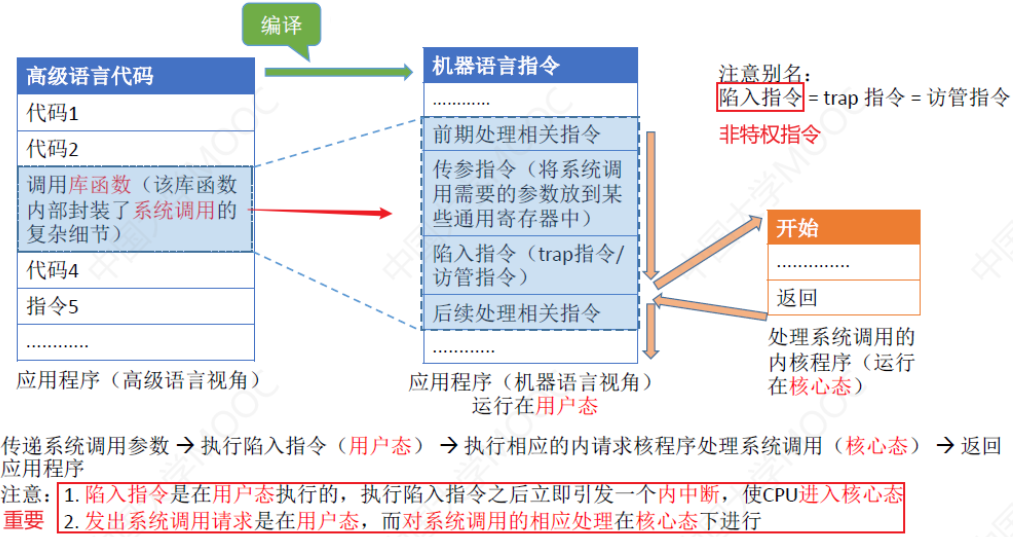 编译
高级语言代码
代码1
代码2
调用库函数（该库函数
内部封装了系统调用的
复杂细节）
代码4
指令5
............
应用程序（高级语言视角）
机器语言指令
............
前期处理相关指令
传参指令（将系统调
用需要的参数放到某
些通用寄存器中）
陷入指令（trap指令/
访管指令）
后续处理相关指令
............
应用程序（机器语言视角）
运行在用户态
注意别名：
陷入指令 = trap 指令 = 访管指令
非特权指令
开始
..............
返回
处理系统调用的
内核程序（运行
在核心态）
传递系统调用参数 → 执行陷入指令（用户态） → 执行相应的内请求核程序处理系统调用（核心态） → 返回
应用程序
注意：1. 陷入指令是在用户态执行的，执行陷入指令之后立即引发一个内中断，使CPU进入核心态
重要 2. 发出系统调用请求是在用户态，而对系统调用的相应处理在核心态下进行
中国大学MOOC